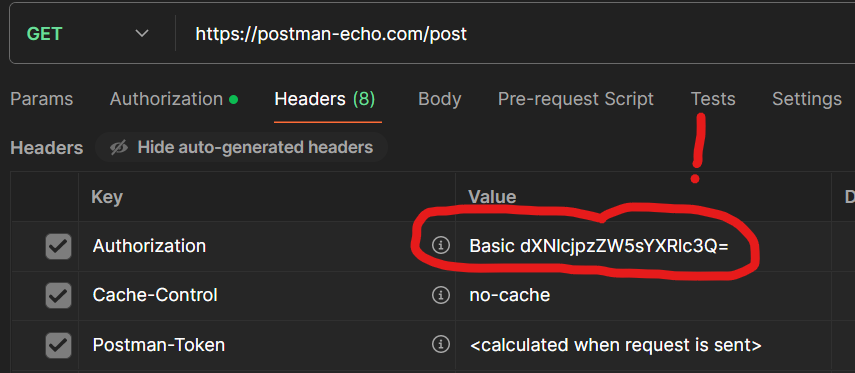 GET https://postman-echo.com/post
Params Authorization Headers (8) Body Pre-request Script Tests Settings
Headers Hide auto-generated headers
Key Value D
Authorization Basic dXNlcjpzZW5sYXRlc3Q=
Cache-Control no-cache
Postman-Token <calculated when request is sent>